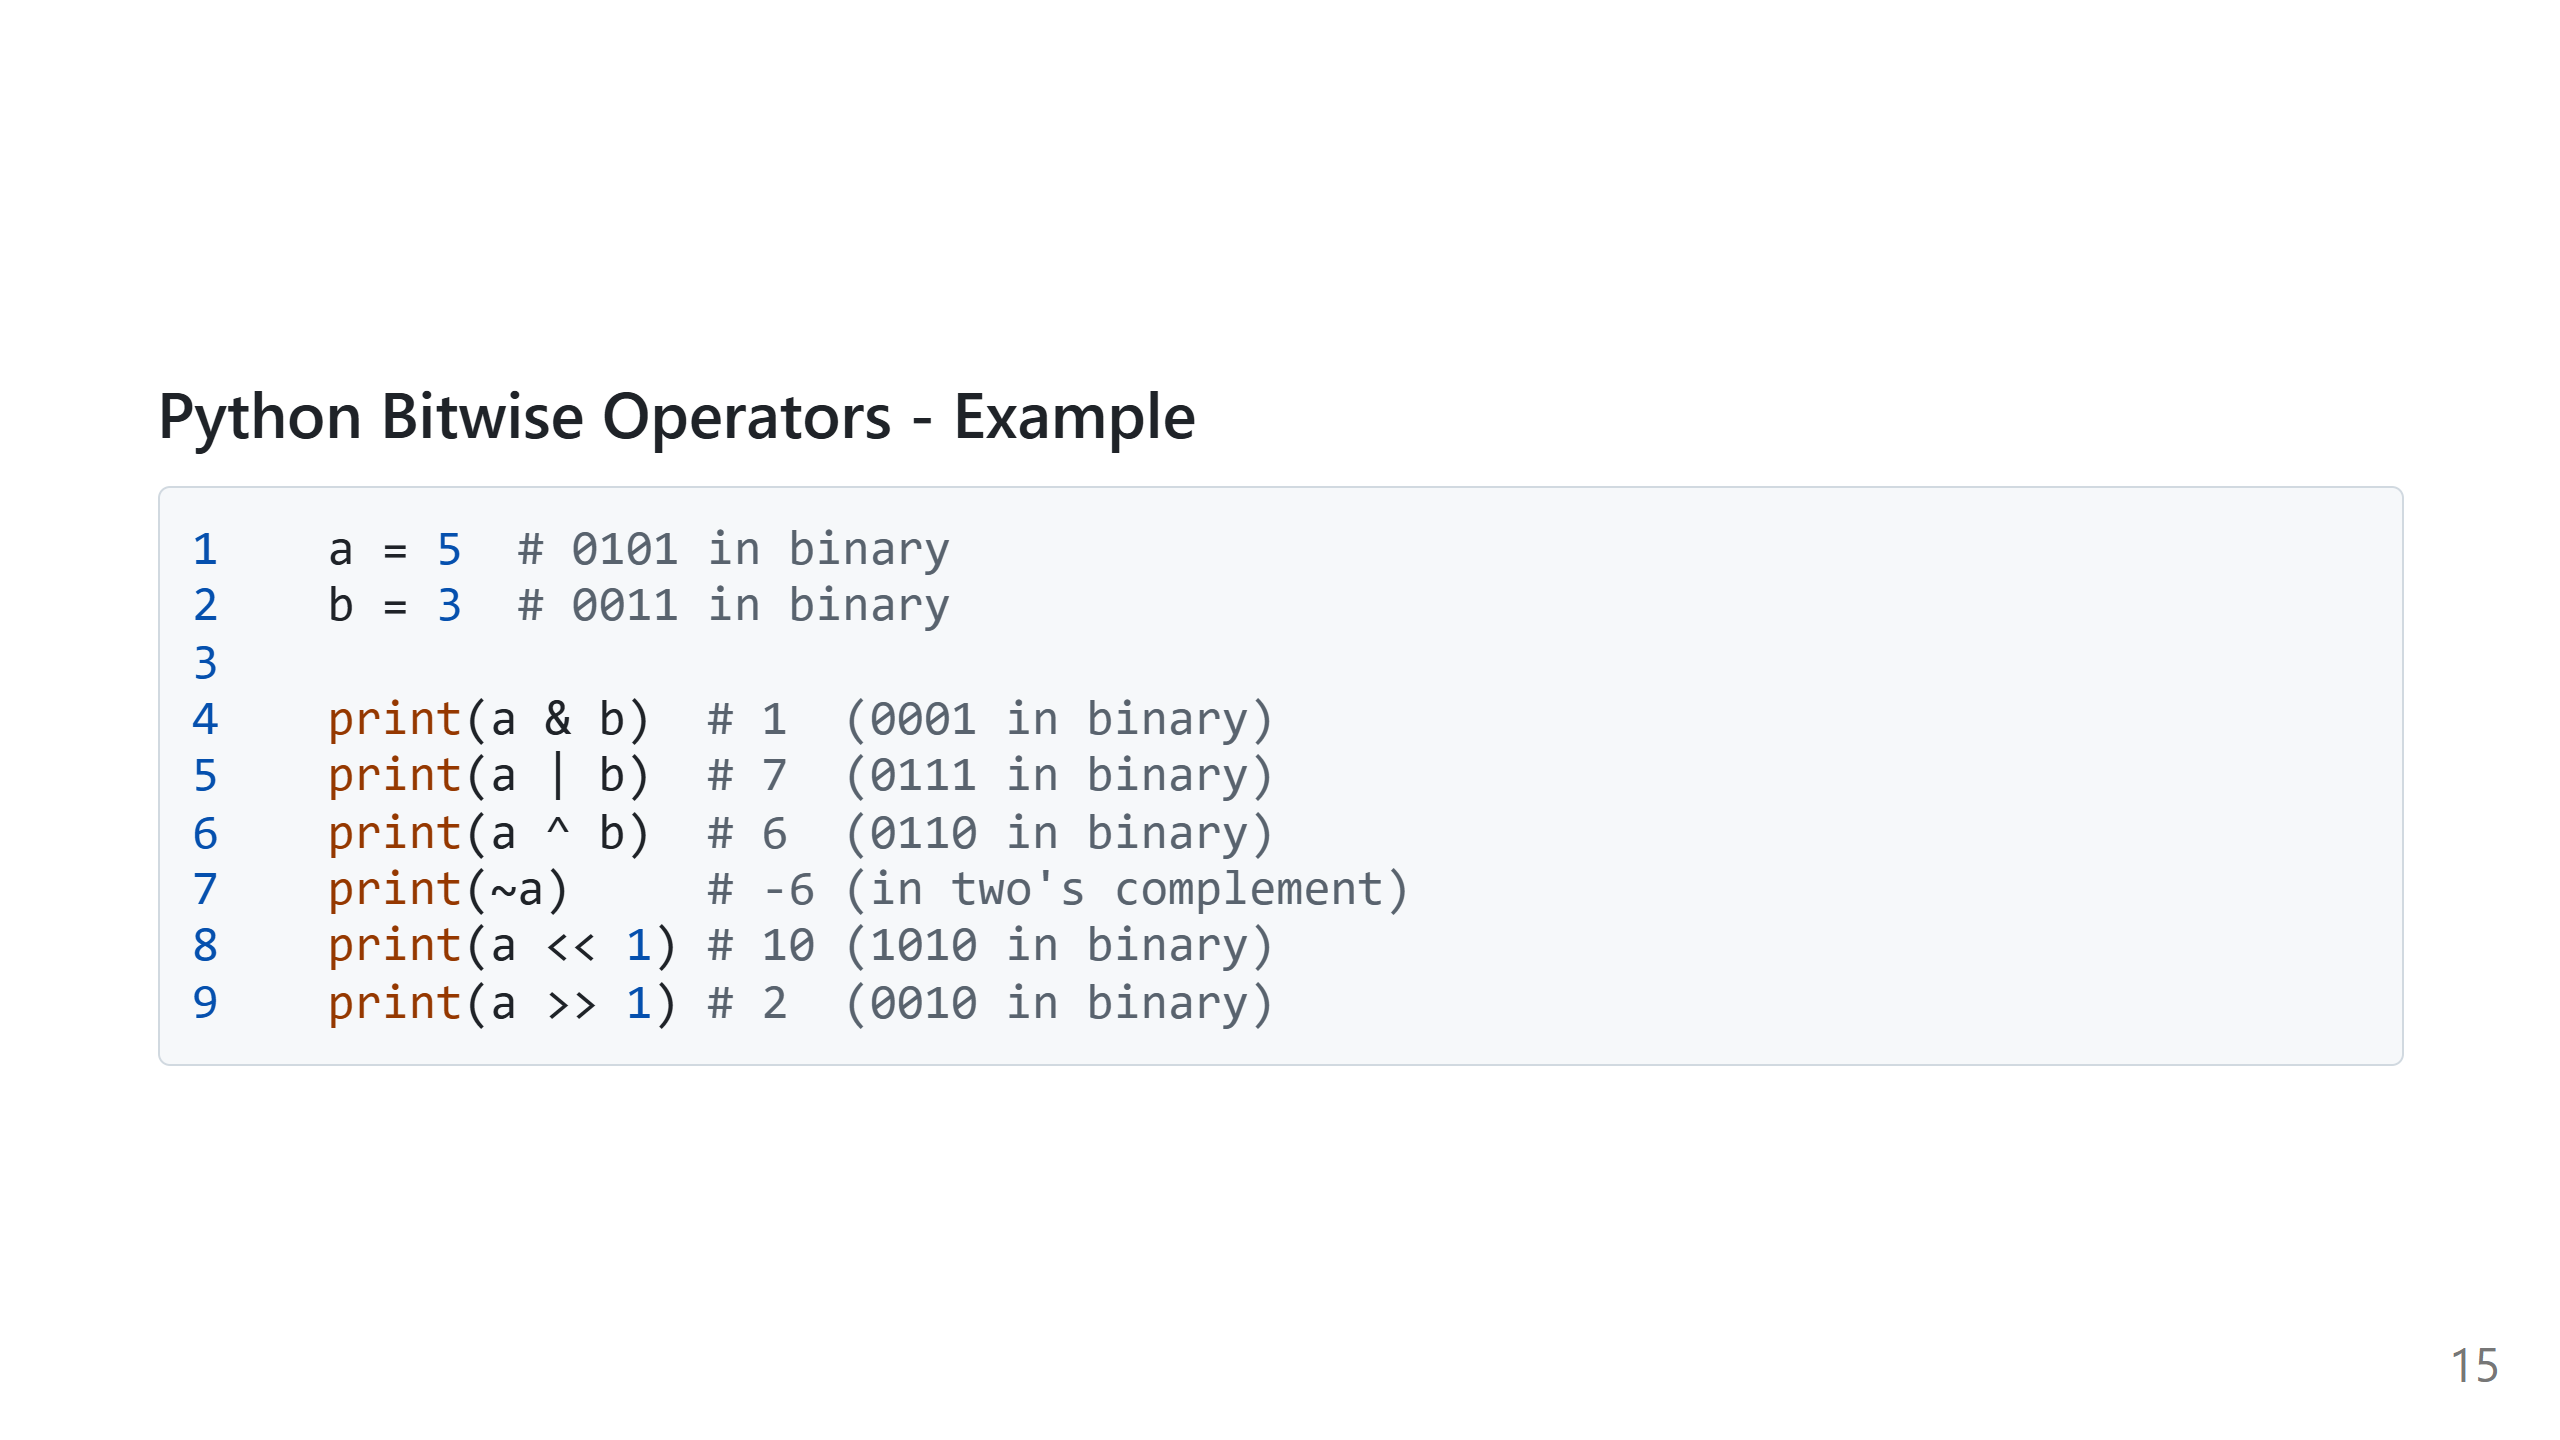 Python Bitwise Operators - Example
1    a = 5  # 0101 in binary
2    b = 3  # 0011 in binary
3
4    print(a & b)  # 1  (0001 in binary)
5    print(a | b)  # 7  (0111 in binary)
6    print(a ^ b)  # 6  (0110 in binary)
7    print(~a)     # -6 (in two's complement)
8    print(a << 1) # 10 (1010 in binary)
9    print(a >> 1) # 2  (0010 in binary)
15